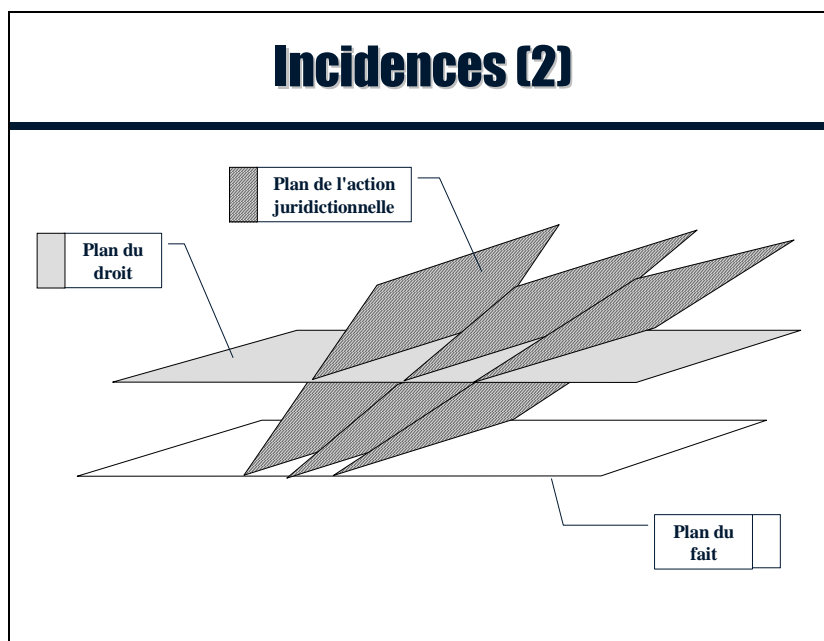 Incidences (2)
Plan de l'action
juridictionnelle
Plan du
droit
Plan du
fait